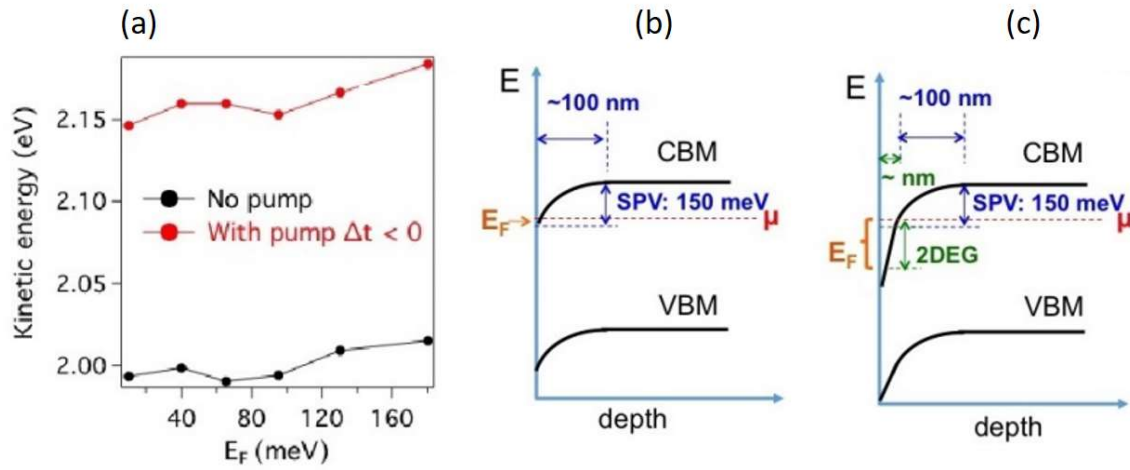 (a)
(b)
(c)
Kinetic energy (eV)
2.15
2.10
2.05
2.00
No pump
With pump Δt < 0
40 80 120 160
E_F (meV)
E
~100 nm
CBM
SPV: 150 meV
E_F
μ
VBM
depth
E
~100 nm
CBM
~ nm
SPV: 150 meV
μ
E_F
2DEG
VBM
depth